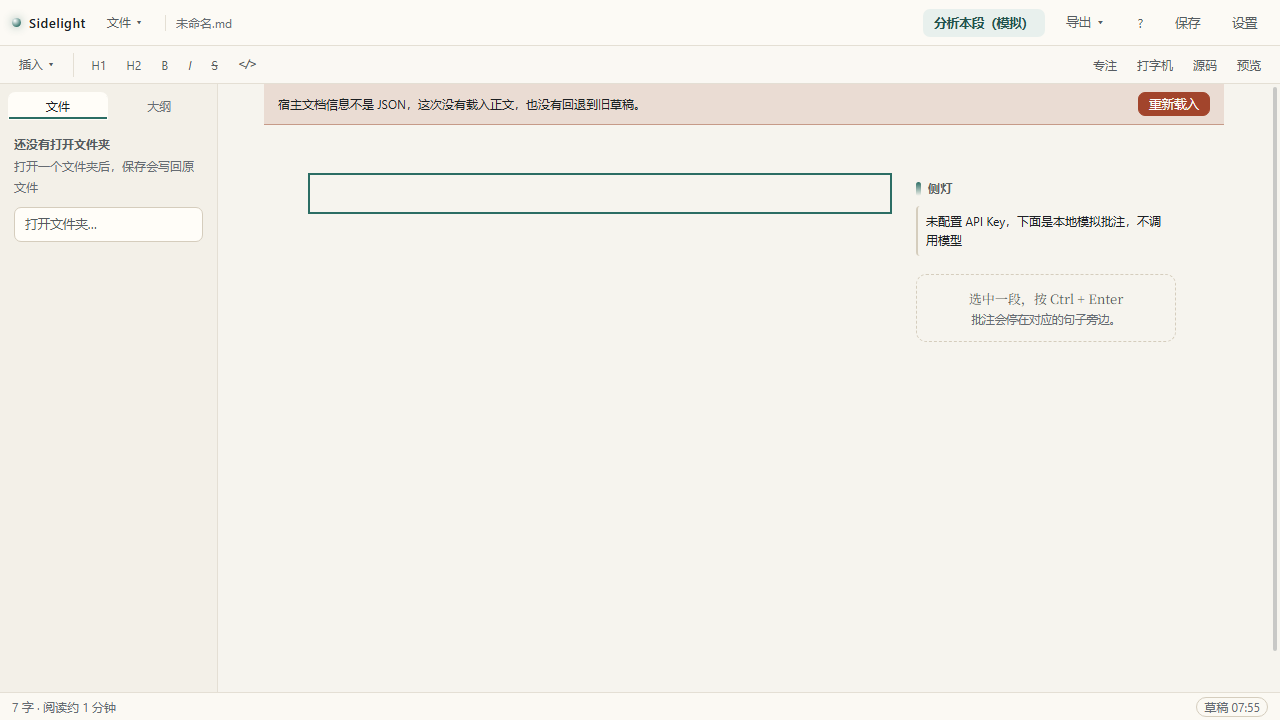 Sidelight 文件 ▾ 未命名.md 分析本段（模拟） 导出 ▾ ? 保存 设置
插入 ▾ H1 H2 B I S </> 专注 打字机 源码 预览
文件 大纲
宿主文档信息不是 JSON，这次没有载入正文，也没有回退到旧草稿。 重新载入
还没有打开文件夹
打开一个文件夹后，保存会写回原
文件
打开文件夹...
侧灯
未配置 API Key，下面是本地模拟批注，不调
用模型
选中一段，按 Ctrl + Enter
批注会停在对应的句子旁边。
7 字 · 阅读约 1 分钟 草稿 07:55